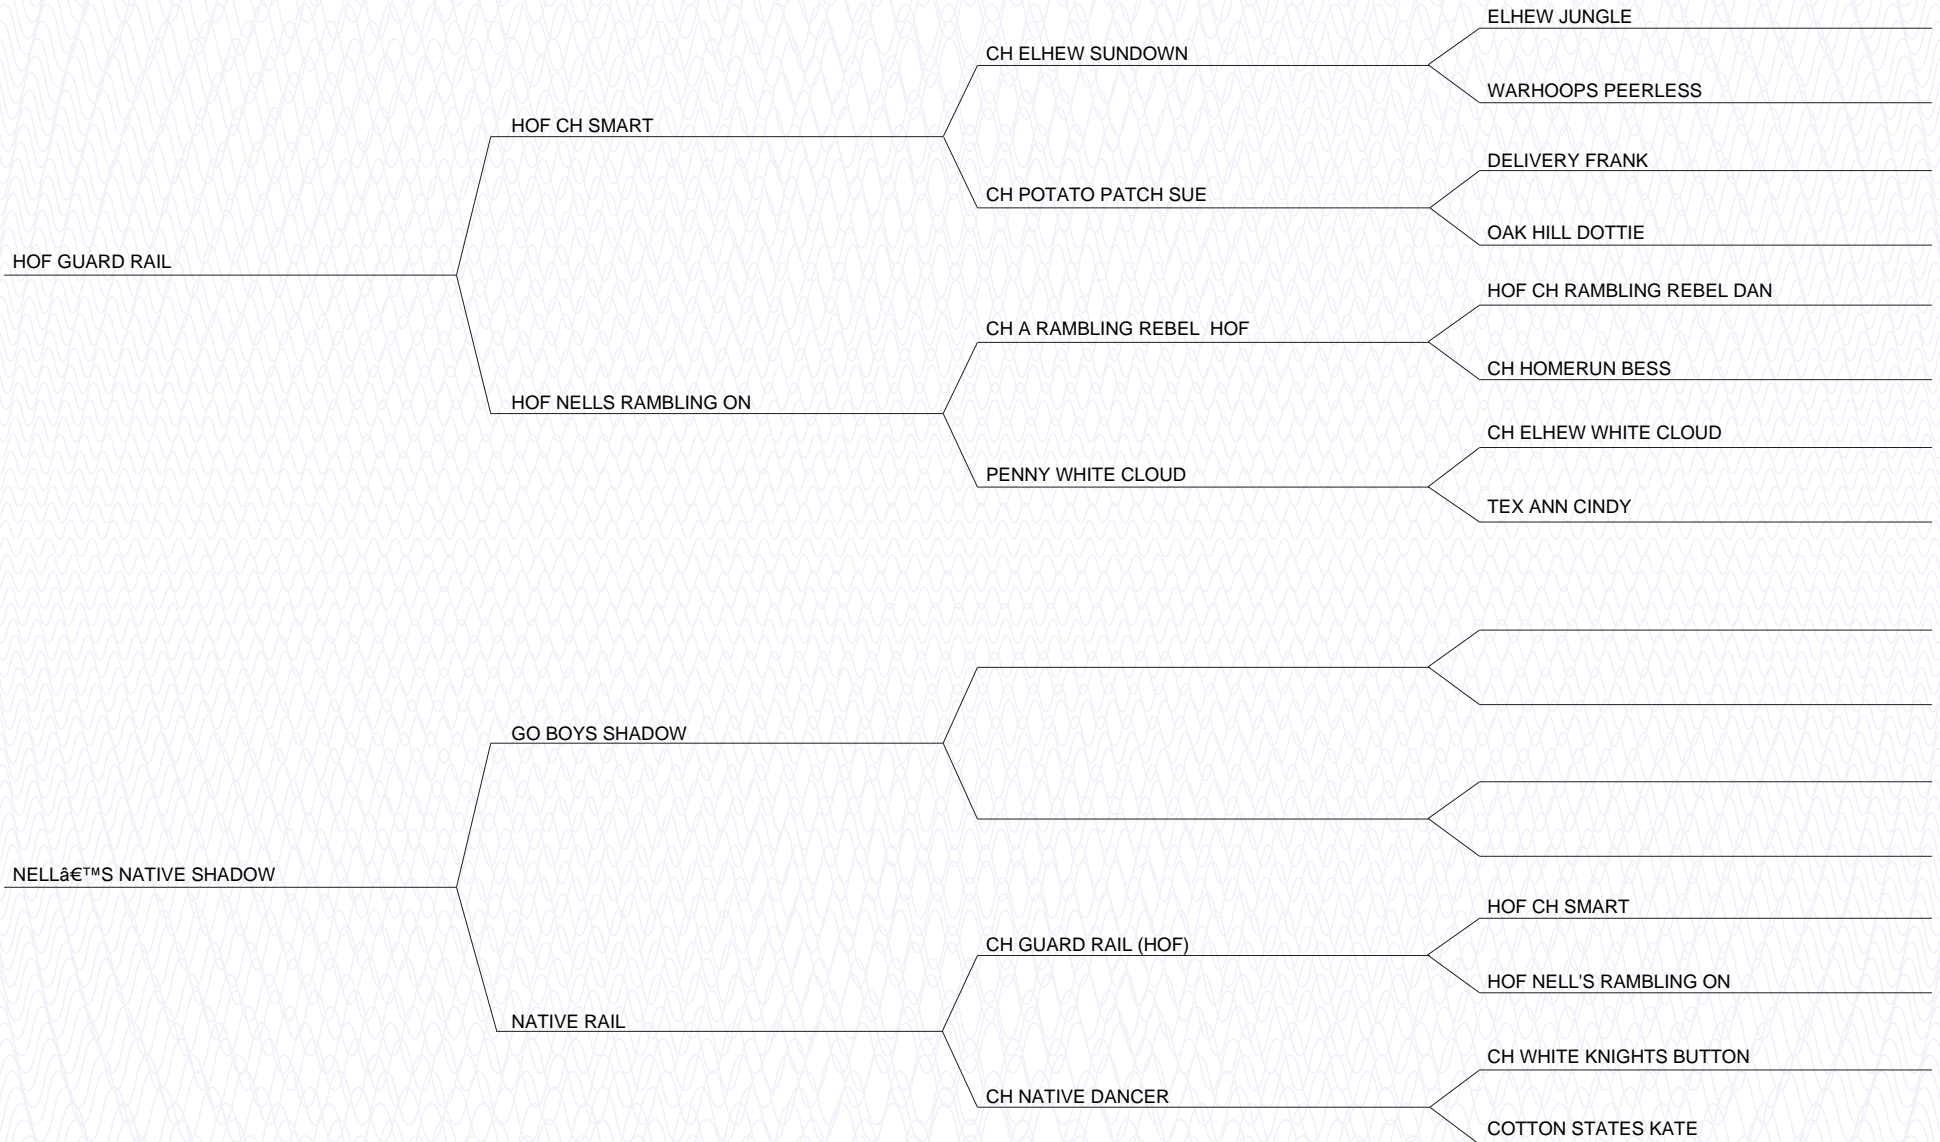 ELHEW JUNGLE
CH ELHEW SUNDOWN
WARHOOPS PEERLESS
HOF CH SMART
DELIVERY FRANK
CH POTATO PATCH SUE
OAK HILL DOTTIE
HOF GUARD RAIL
HOF CH RAMBLING REBEL DAN
CH A RAMBLING REBEL  HOF
CH HOMERUN BESS
HOF NELLS RAMBLING ON
CH ELHEW WHITE CLOUD
PENNY WHITE CLOUD
TEX ANN CINDY
GO BOYS SHADOW
NELLâ€™S NATIVE SHADOW
HOF CH SMART
CH GUARD RAIL (HOF)
HOF NELL'S RAMBLING ON
NATIVE RAIL
CH WHITE KNIGHTS BUTTON
CH NATIVE DANCER
COTTON STATES KATE